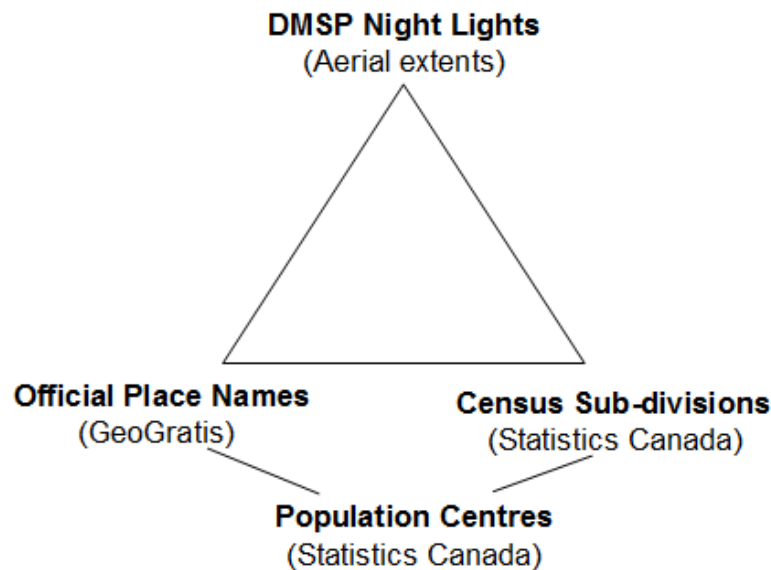 DMSP Night Lights
(Aerial extents)
Official Place Names
(GeoGratis)
Census Sub-divisions
(Statistics Canada)
Population Centres
(Statistics Canada)